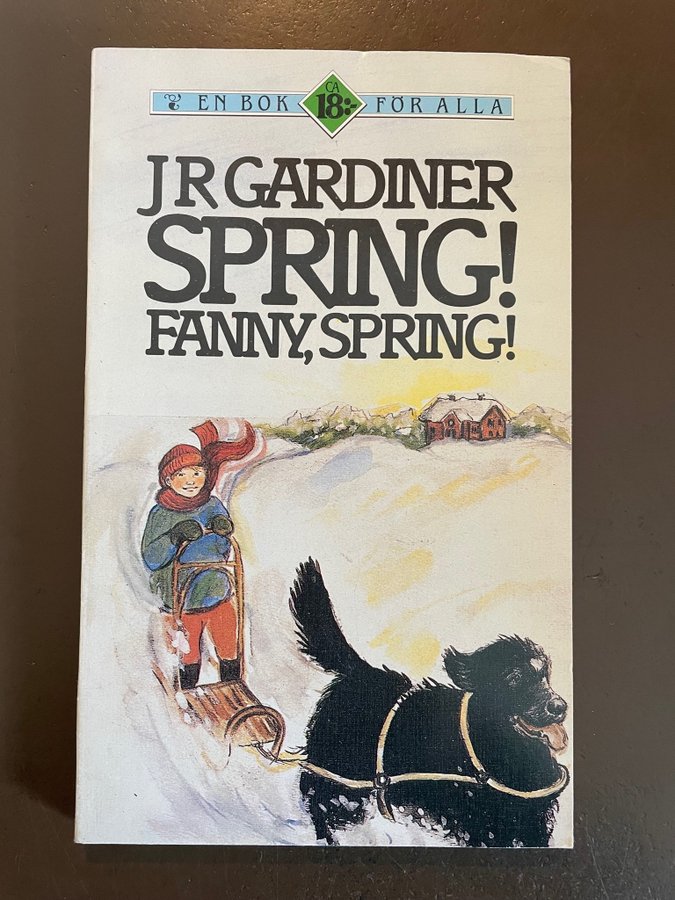 EN BOK CA 18:- FÖR ALLA
J R GARDINER
SPRING!
FANNY, SPRING!